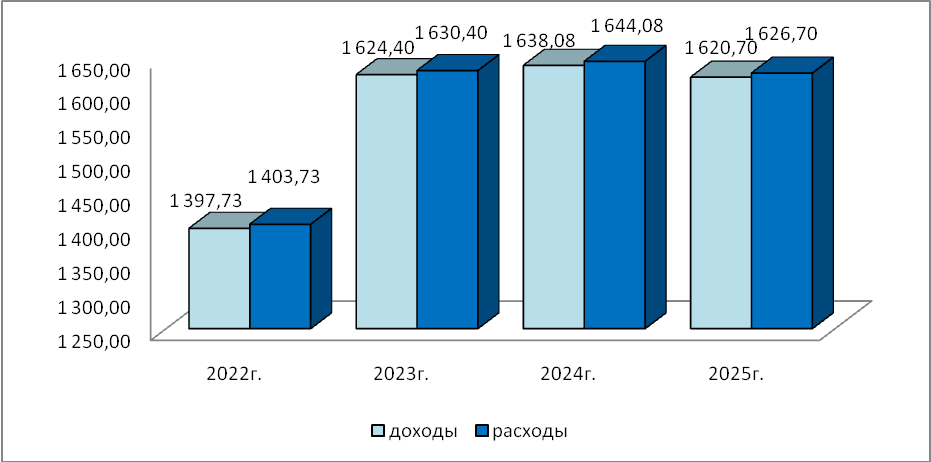 1 644,08
1 630,40
1 638,08
1 626,70
1 624,40
1 620,70
1 650,00
1 600,00
1 550,00
1 500,00
1 450,00
1 400,00
1 350,00
1 300,00
1 250,00
1 403,73
1 397,73
2022г.
2023г.
2024г.
2025г.
доходы
расходы